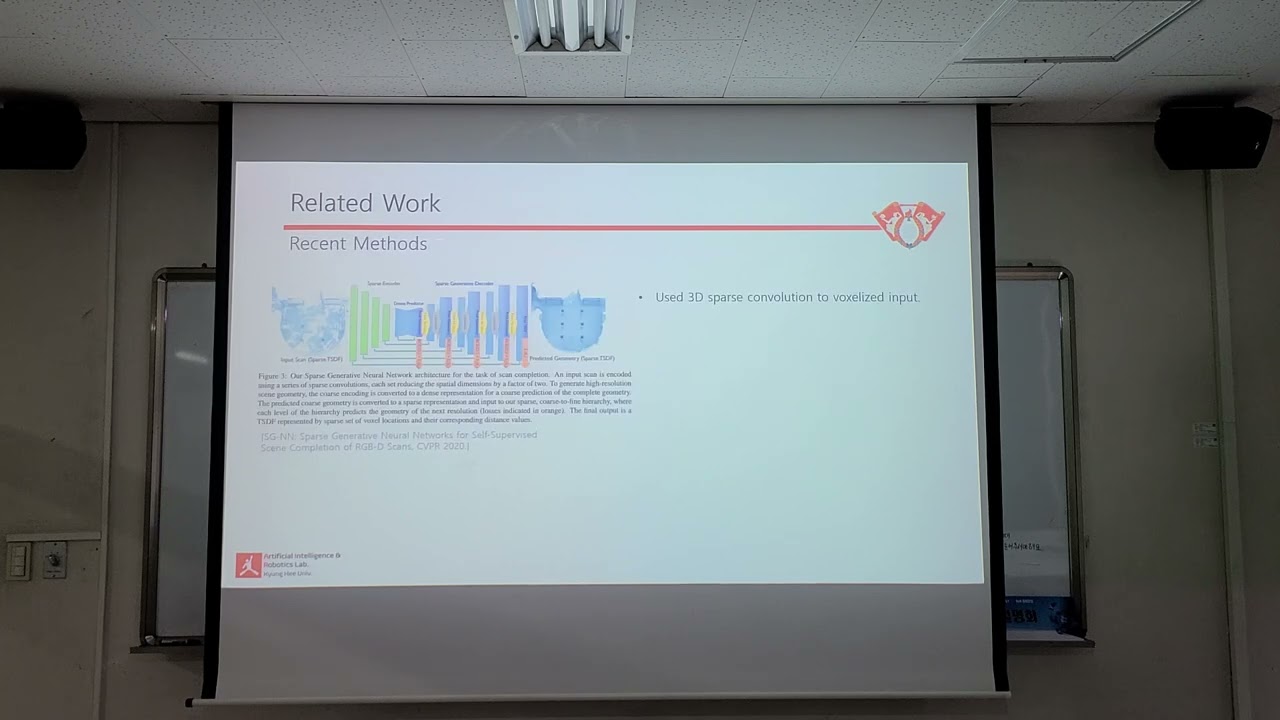 Related Work
Recent Methods
Sparse Encoder
Sparse Generative Decoder
Dense Predictor
Input Scan (Sparse TSDF)
Predicted Geometry (Sparse TSDF)
• Used 3D sparse convolution to voxelized input.
Figure 3: Our Sparse Generative Neural Network architecture for the task of scan completion. An input scan is encoded
using a series of sparse convolutions, each set reducing the spatial dimensions by a factor of two. To generate high-resolution
scene geometry, the coarse encoding is converted to a dense representation for a coarse prediction of the complete geometry.
The predicted coarse geometry is converted to a sparse representation and input to our sparse, coarse-to-fine hierarchy, where
each level of the hierarchy predicts the geometry of the next resolution (losses indicated in orange). The final output is a
TSDF represented by sparse set of voxel locations and their corresponding distance values.
[SG-NN: Sparse Generative Neural Networks for Self-Supervised
Scene Completion of RGB-D Scans, CVPR 2020.]
Artificial Intelligence &
Robotics Lab.
Kyung Hee Univ.